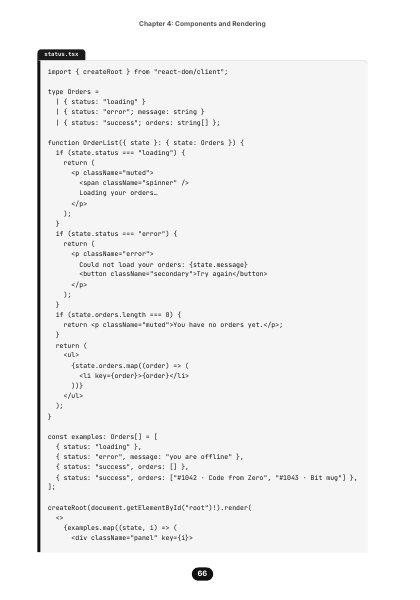 Chapter 4: Components and Rendering
status.tsx
import { createRoot } from "react-dom/client";

type Orders =
  | { status: "loading" }
  | { status: "error"; message: string }
  | { status: "success"; orders: string[] };

function OrderList({ state }: { state: Orders }) {
  if (state.status === "loading") {
    return (
      <p className="muted">
        <span className="spinner" />
        Loading your orders…
      </p>
    );
  }
  if (state.status === "error") {
    return (
      <p className="error">
        Could not load your orders: {state.message}
        <button className="secondary">Try again</button>
      </p>
    );
  }
  if (state.orders.length === 0) {
    return <p className="muted">You have no orders yet.</p>;
  }
  return (
    <ul>
      {state.orders.map((order) => (
        <li key={order}>{order}</li>
      ))}
    </ul>
  );
}

const examples: Orders[] = [
  { status: "loading" },
  { status: "error", message: "you are offline" },
  { status: "success", orders: [] },
  { status: "success", orders: ["#1042 · Code from Zero", "#1043 · Bit mug"] },
];

createRoot(document.getElementById("root")!).render(
  <>
    {examples.map((state, i) => (
      <div className="panel" key={i}>
66